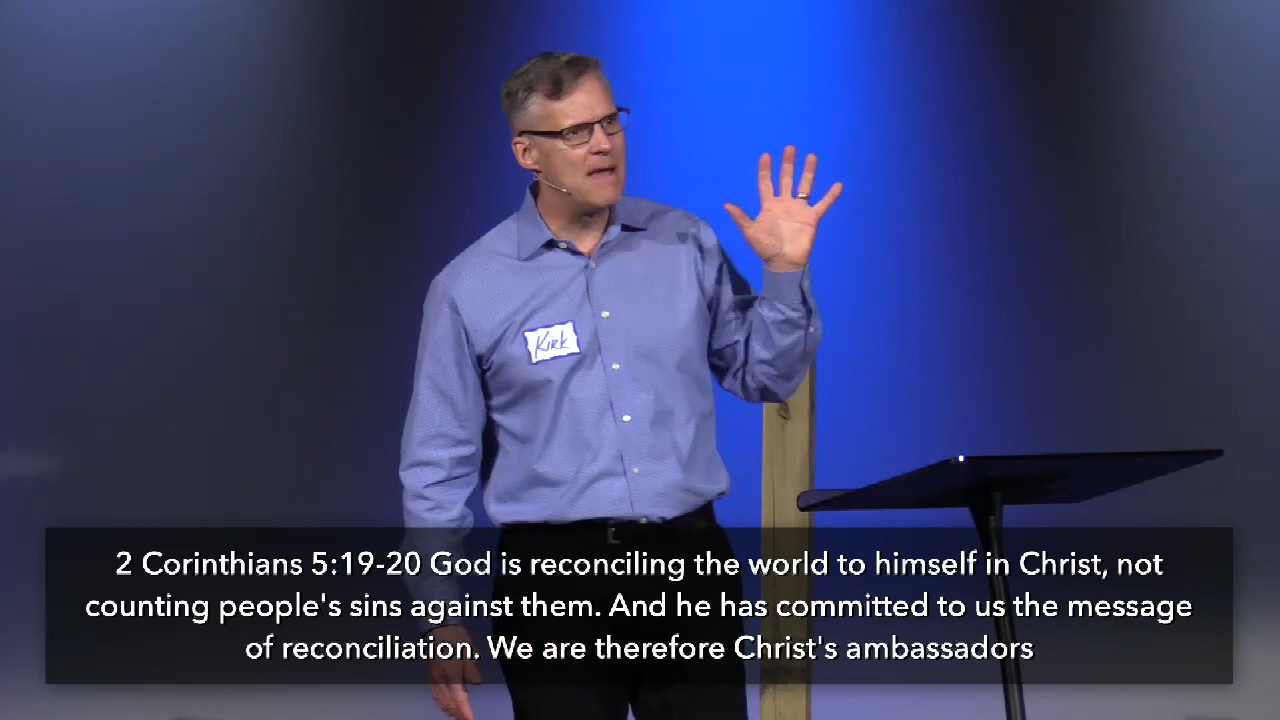 Kirk
2 Corinthians 5:19-20 God is reconciling the world to himself in Christ, not
counting people's sins against them. And he has committed to us the message
of reconciliation. We are therefore Christ's ambassadors